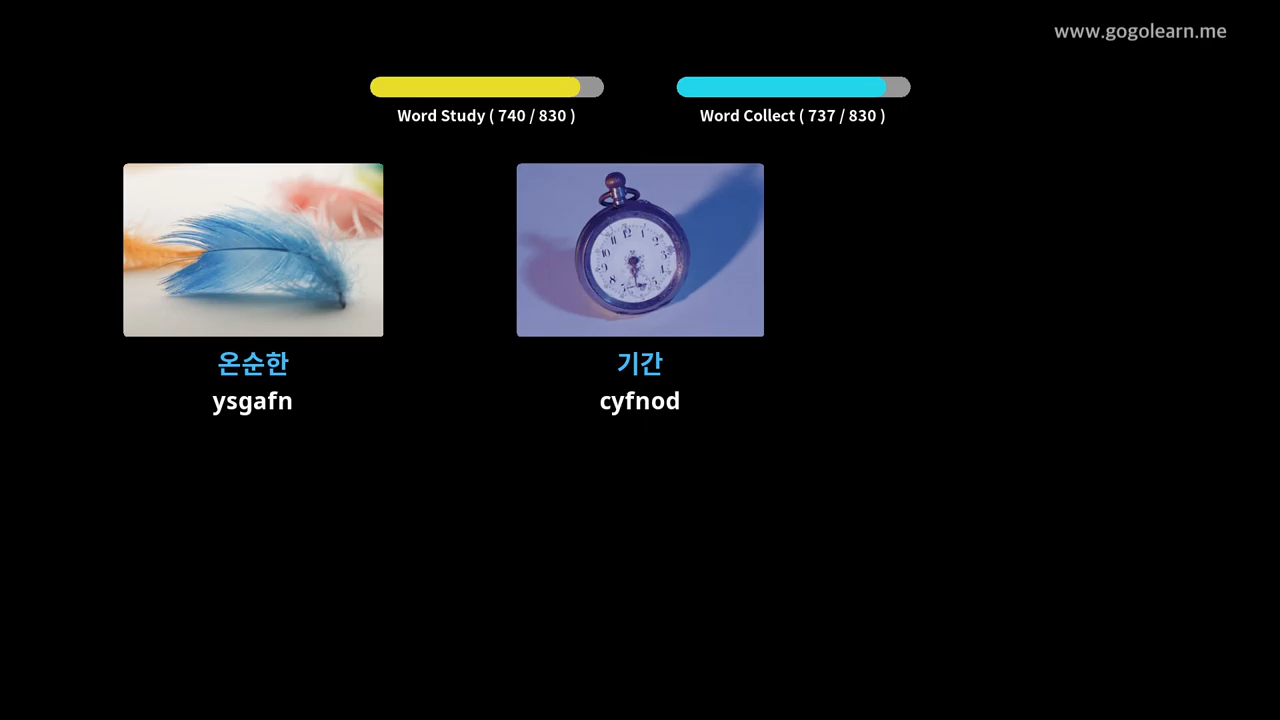 www.gogolearn.me
Word Study ( 740 / 830 )
Word Collect ( 737 / 830 )
온순한
ysgafn
기간
cyfnod